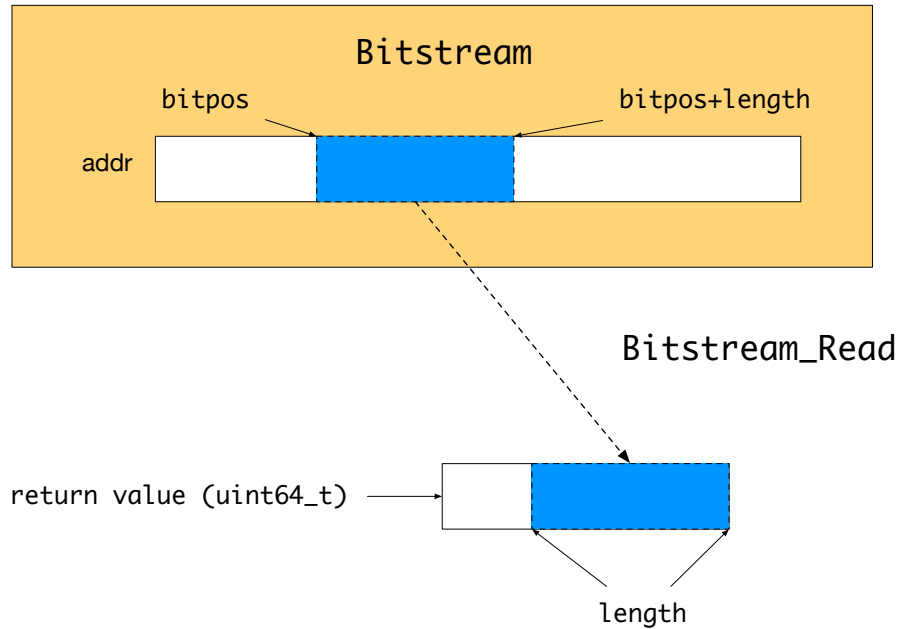 Bitstream
bitpos
bitpos+length
addr
Bitstream_Read
return value (uint64_t)
length